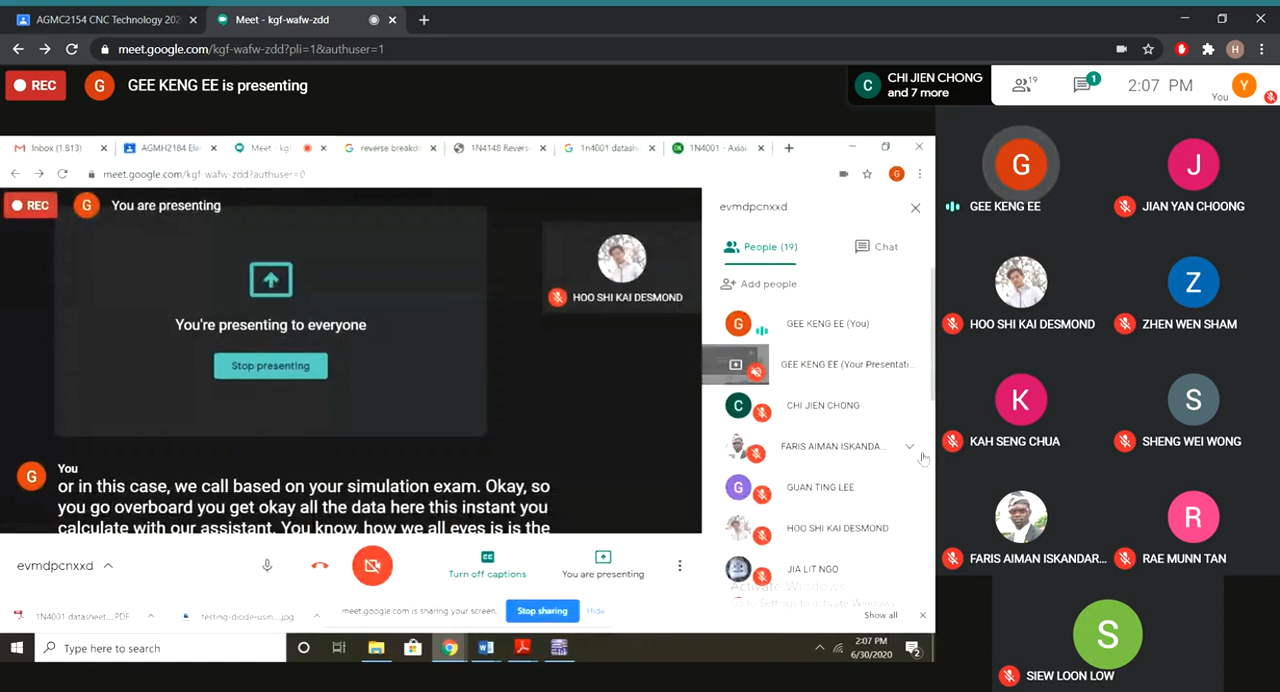 AGMC2154 CNC Technology 202
Meet - kgf-wafw-zdd
meet.google.com/kgf-wafw-zdd?pli=1&authuser=1
H
REC
G
GEE KENG EE is presenting
C
CHI JIEN CHONG
and 7 more
19
1
2:07 PM
You
Y
Inbox (1,813)
AGMH2184 Ele
Meet - kg
reverse breakd
1N4148 Revers
1n4001 datash
1N4001 - Axial
meet.google.com/kgf-wafw-zdd?authuser=0
G
REC
G
You are presenting
You're presenting to everyone
Stop presenting
HOO SHI KAI DESMOND
G
You
or in this case, we call based on your simulation exam. Okay, so
you go overboard you get okay all the data here this instant you
calculate with our assistant. You know, how we all eyes is is the
evmdpcnxxd
People (19)
Chat
Add people
G
GEE KENG EE (You)
GEE KENG EE (Your Presentati...
C
CHI JIEN CHONG
FARIS AIMAN ISKANDA...
G
GUAN TING LEE
HOO SHI KAI DESMOND
JIA LIT NGO
Activate Windows
Go to Settings to activate Windows.
evmdpcnxxd
Turn off captions
You are presenting
1N4001 datasheet....PDF
testing-diode-usin....jpg
meet.google.com is sharing your screen.
Stop sharing
Hide
Show all
Type here to search
2:07 PM
6/30/2020
2
G
GEE KENG EE
J
JIAN YAN CHOONG
HOO SHI KAI DESMOND
Z
ZHEN WEN SHAM
K
KAH SENG CHUA
S
SHENG WEI WONG
FARIS AIMAN ISKANDAR...
R
RAE MUNN TAN
S
SIEW LOON LOW